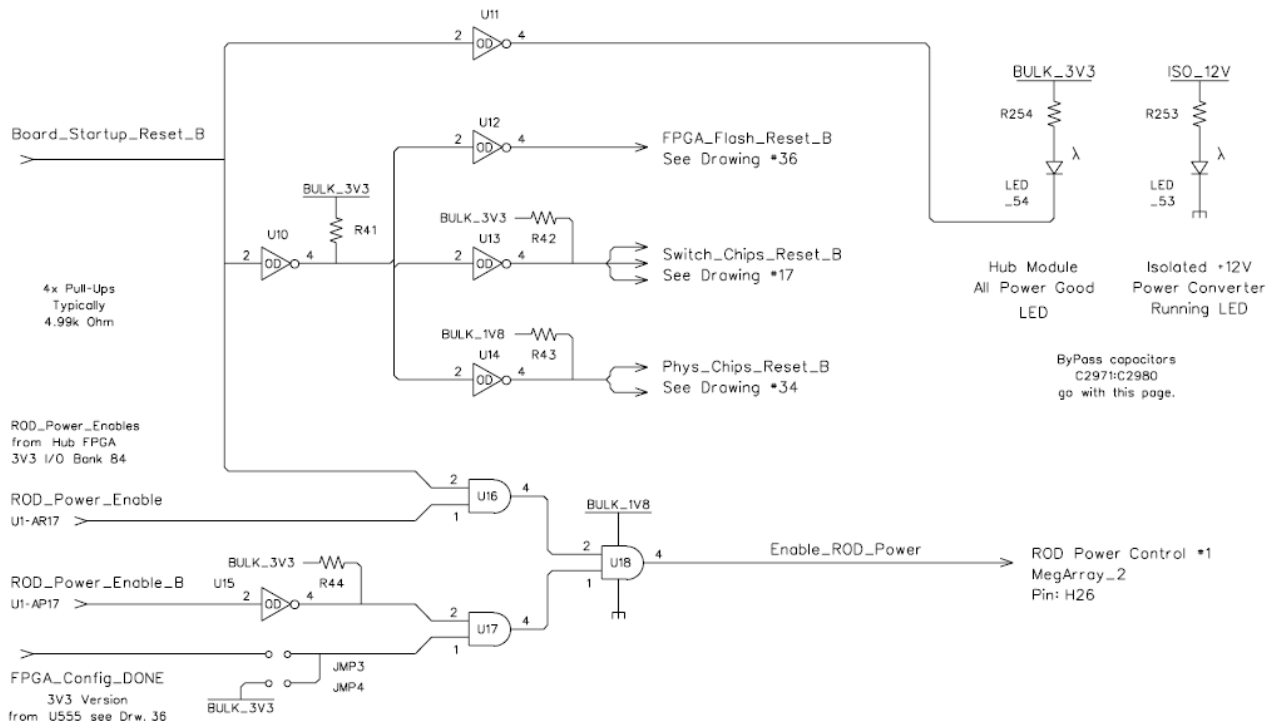 U11
2 OD 4
Board_Startup_Reset_B
U12
2 OD 4
FPGA_Flash_Reset_B
See Drawing #36
BULK_3V3
R41
U10
2 OD 4
BULK_3V3
R42
U13
2 OD 4
Switch_Chips_Reset_B
See Drawing #17
4x Pull-Ups
Typically
4.99k Ohm
BULK_1V8
R43
U14
2 OD 4
Phys_Chips_Reset_B
See Drawing #34
BULK_3V3
R254
λ
LED
_54
Hub Module
All Power Good
LED
ISO_12V
R253
λ
LED
_53
Isolated +12V
Power Converter
Running LED
ByPass capacitors
C2971:C2980
go with this page.
ROD_Power_Enables
from Hub FPGA
3V3 I/O Bank 84
ROD_Power_Enable
U1-AR17
2
1
U16
4
BULK_3V3
R44
ROD_Power_Enable_B
U1-AP17
U15
2 OD 4
2
1
U17
4
JMP3
JMP4
FPGA_Config_DONE
3V3 Version
from U555 see Drw. 36
BULK_3V3
BULK_1V8
2
1
U18
4
Enable_ROD_Power
ROD Power Control #1
MegArray_2
Pin: H26